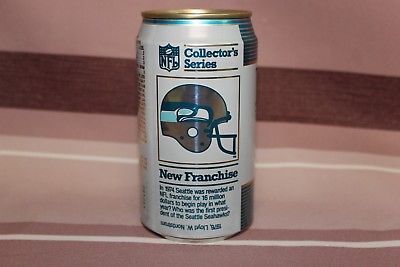 NFL
Collector's
Series
New Franchise
In 1974 Seattle was rewarded an
NFL franchise for 16 million
dollars to begin play in what
year? Who was the first presi-
dent of the Seattle Seahawks?
1976, Lloyd W. Nordstrom